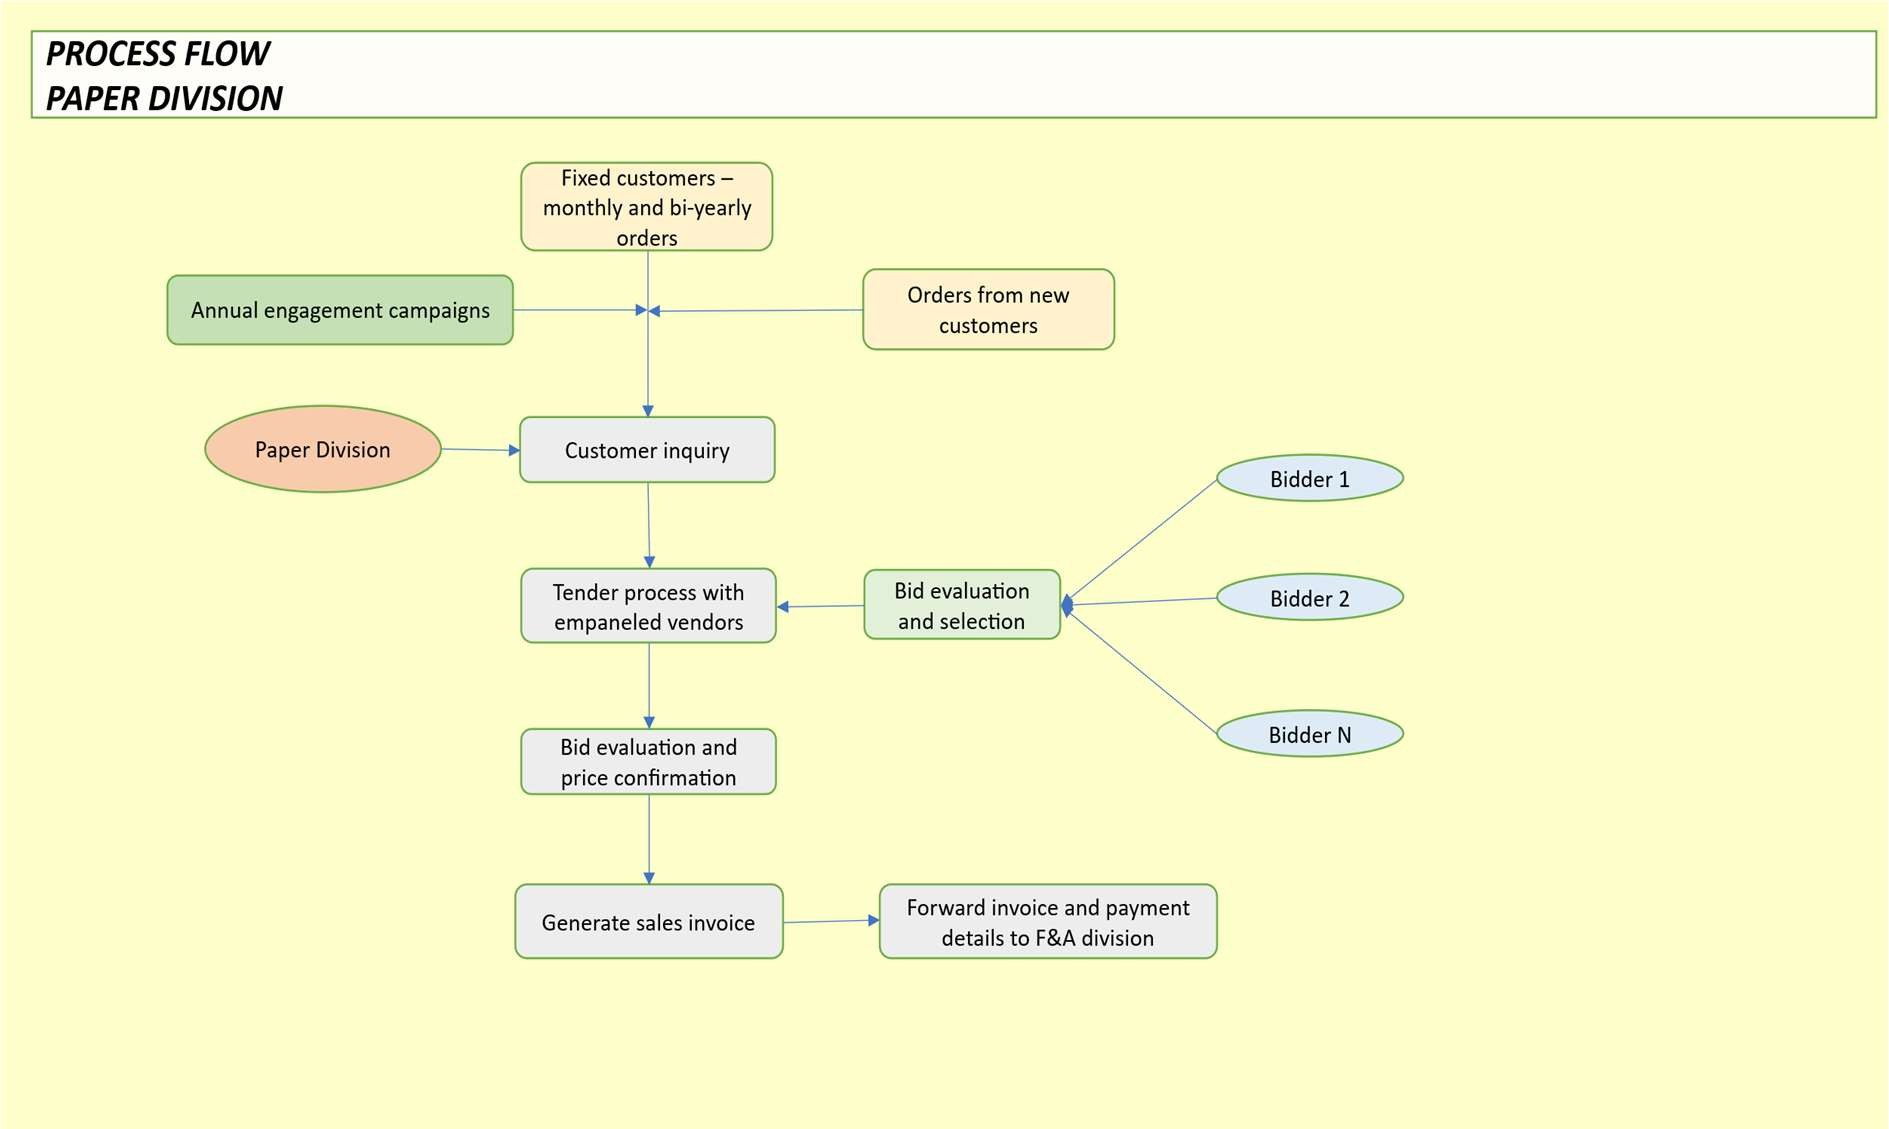 PROCESS FLOW
PAPER DIVISION
Fixed customers –
monthly and bi-yearly
orders
Annual engagement campaigns
Orders from new
customers
Paper Division
Customer inquiry
Bidder 1
Tender process with
empaneled vendors
Bid evaluation
and selection
Bidder 2
Bid evaluation and
price confirmation
Bidder N
Generate sales invoice
Forward invoice and payment
details to F&A division